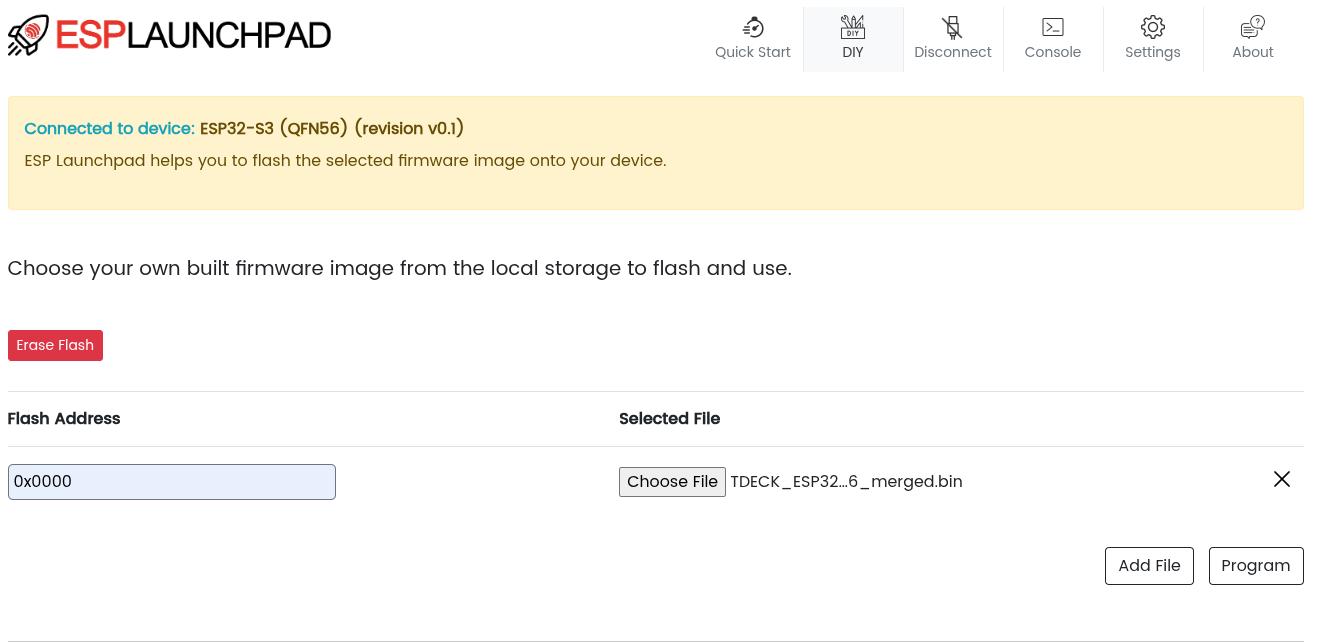 ESPLAUNCHPAD
Quick Start
DIY
DIY
Disconnect
Console
Settings
About
Connected to device: ESP32-S3 (QFN56) (revision v0.1)
ESP Launchpad helps you to flash the selected firmware image onto your device.
Choose your own built firmware image from the local storage to flash and use.
Erase Flash
Flash Address Selected File
0x0000 Choose File TDECK_ESP32...6_merged.bin
Add File Program